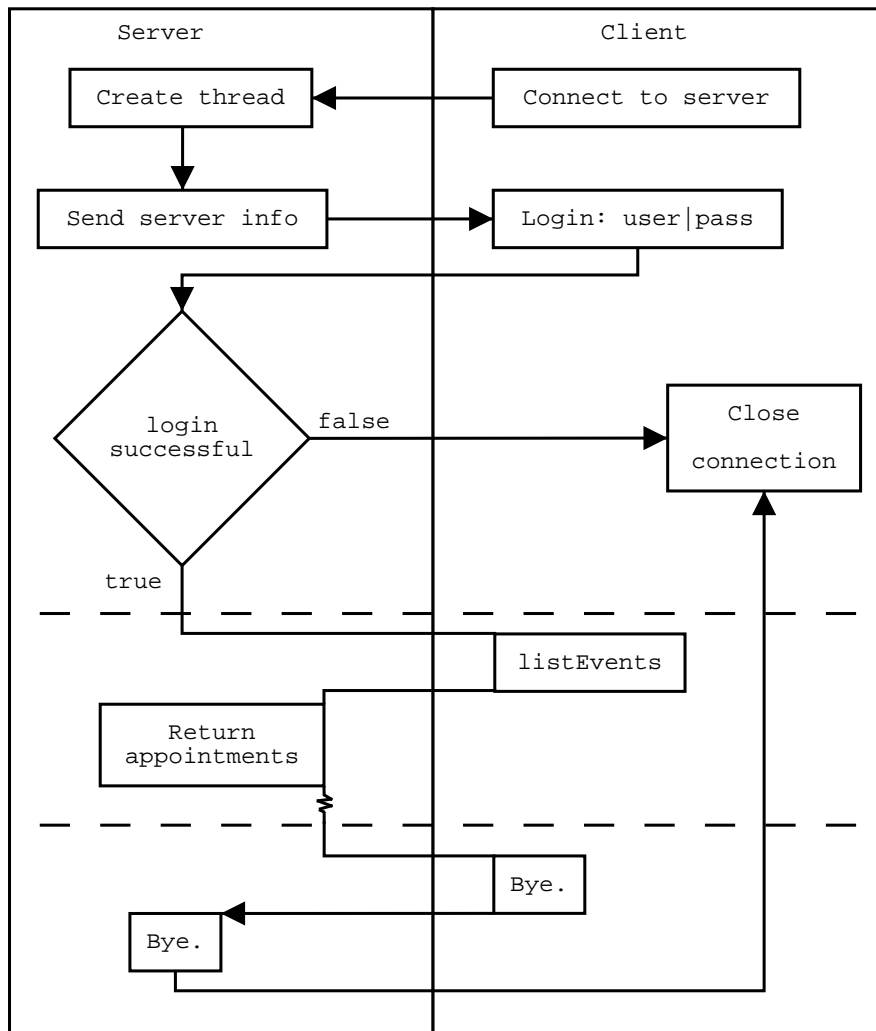 Server
Client
Create thread
Connect to server
Send server info
Login: user|pass
login
successful
false
Close
connection
true
listEvents
Return
appointments
Bye.
Bye.